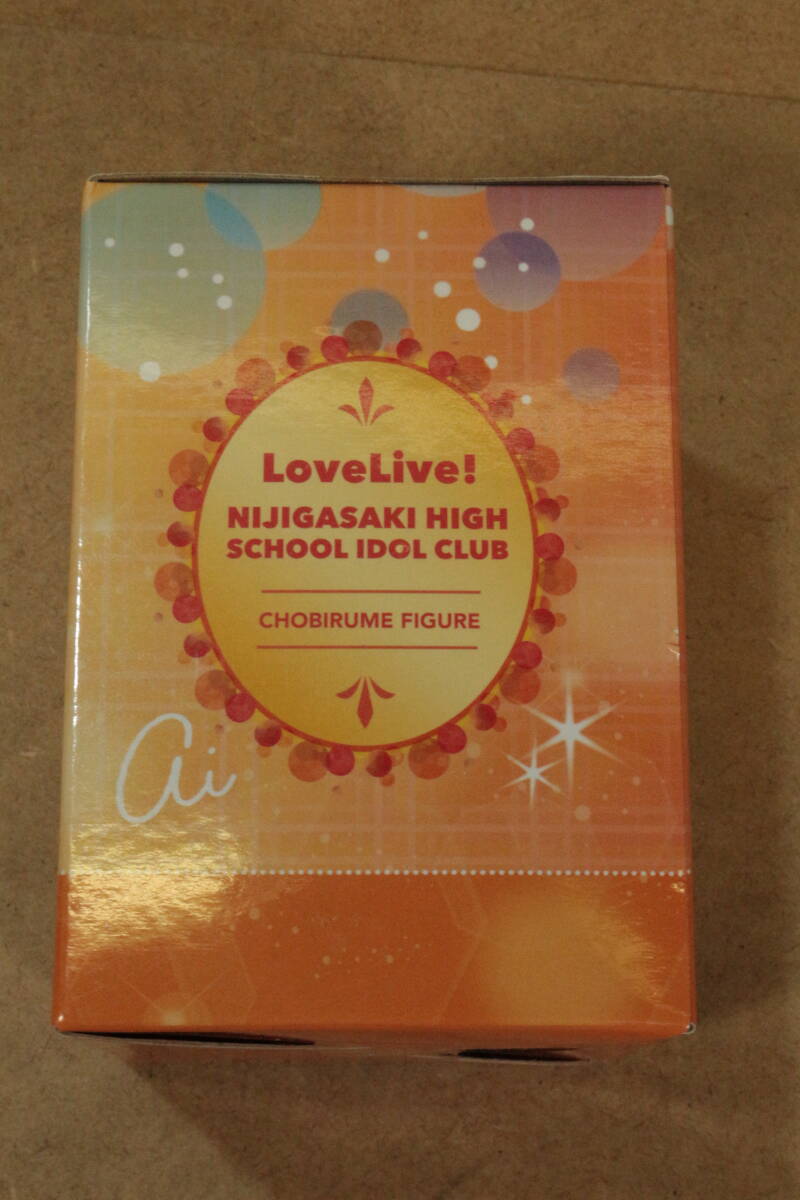 LoveLive!
NIJIGASAKI HIGH
SCHOOL IDOL CLUB
CHOBIRUME FIGURE
ai